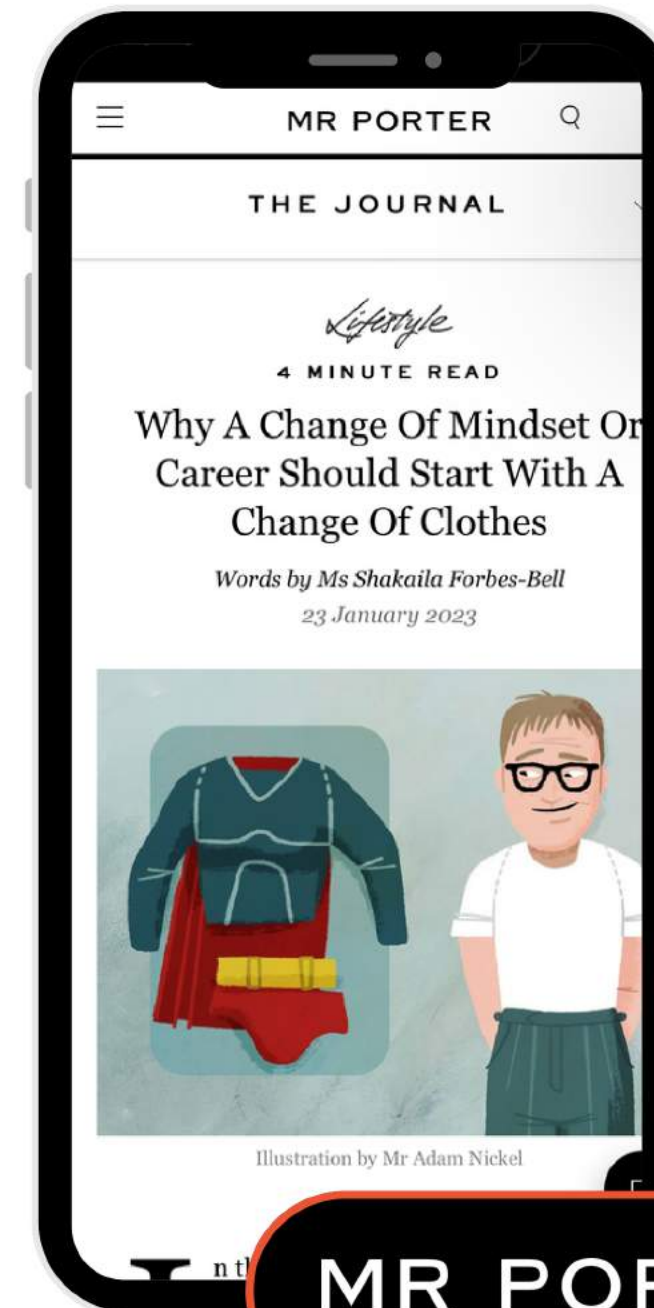 MR PORTER
THE JOURNAL
Lifestyle
4 MINUTE READ
Why A Change Of Mindset Or
Career Should Start With A
Change Of Clothes
Words by Ms Shakaila Forbes-Bell
23 January 2023
Illustration by Mr Adam Nickel
MR POR